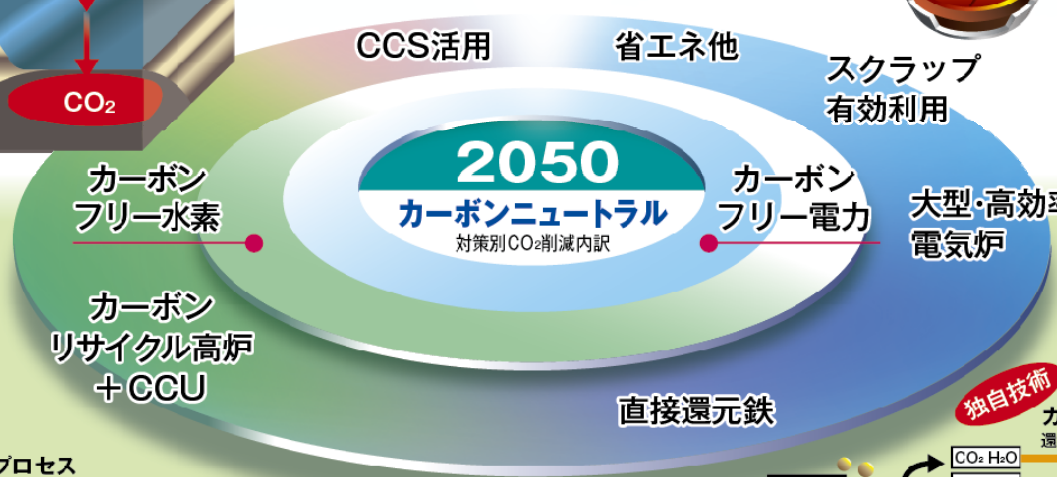 CCS活用
省エネ他
スクラップ
有効利用
CO₂
2050
カーボンニュートラル
対策別CO₂削減内訳
カーボン
フリー水素
カーボン
フリー電力
大型・高効率
電気炉
カーボン
リサイクル高炉
＋CCU
直接還元鉄
独自技術
カ
還
プロセス
CO₂ H₂O